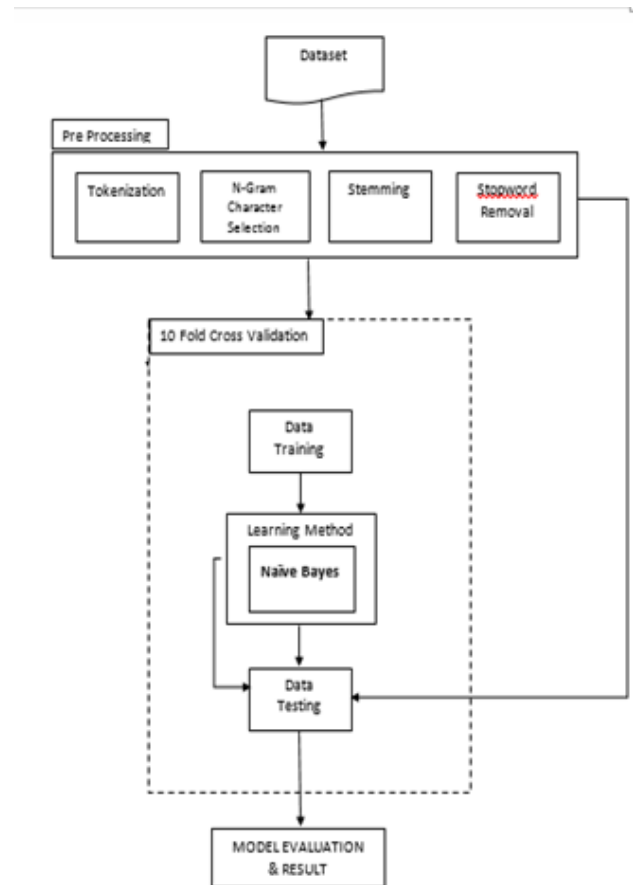 Dataset
Pre Processing
Tokenization
N-Gram
Character
Selection
Stemming
Stopword
Removal
10 Fold Cross Validation
Data
Training
Learning Method
Naïve Bayes
Data
Testing
MODEL EVALUATION
& RESULT